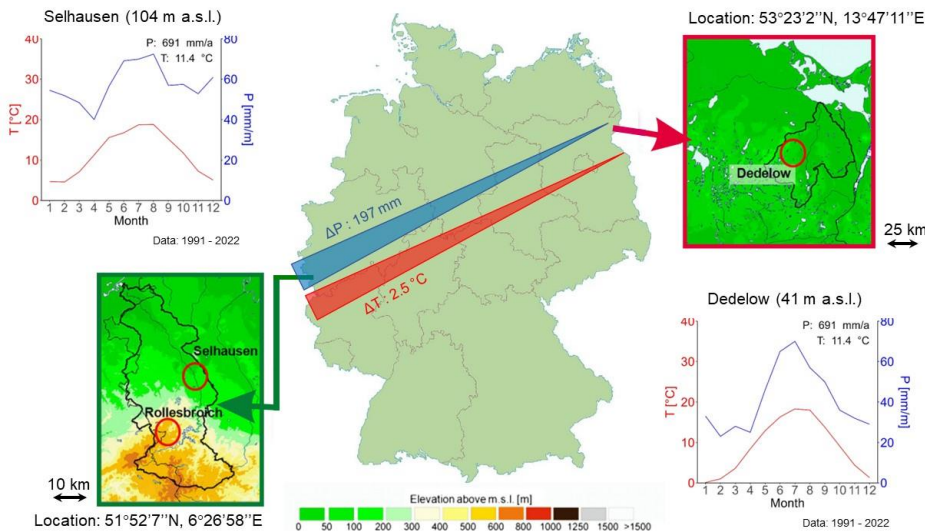 Selhausen (104 m a.s.l.)
40
30
20
10
0
T [°C]
P: 691 mm/a
T: 11.4 °C
80
60
40
20
0
P [mm/m]
1 2 3 4 5 6 7 8 9 10 11 12
Month
Data: 1991 - 2022
Location: 53°23'2''N, 13°47'11''E
Dedelow
25 km
ΔP : 197 mm
ΔT : 2.5 °C
Selhausen
Rollesbroich
10 km
Location: 51°52'7''N, 6°26'58''E
Dedelow (41 m a.s.l.)
40
30
20
10
0
T [°C]
P: 691 mm/a
T: 11.4 °C
80
60
40
20
0
P [mm/m]
1 2 3 4 5 6 7 8 9 10 11 12
Month
Data: 1991 - 2022
Elevation above m.s.l. [m]
0 50 100 200 400 500 600 800 1000 1250 1500 >1500